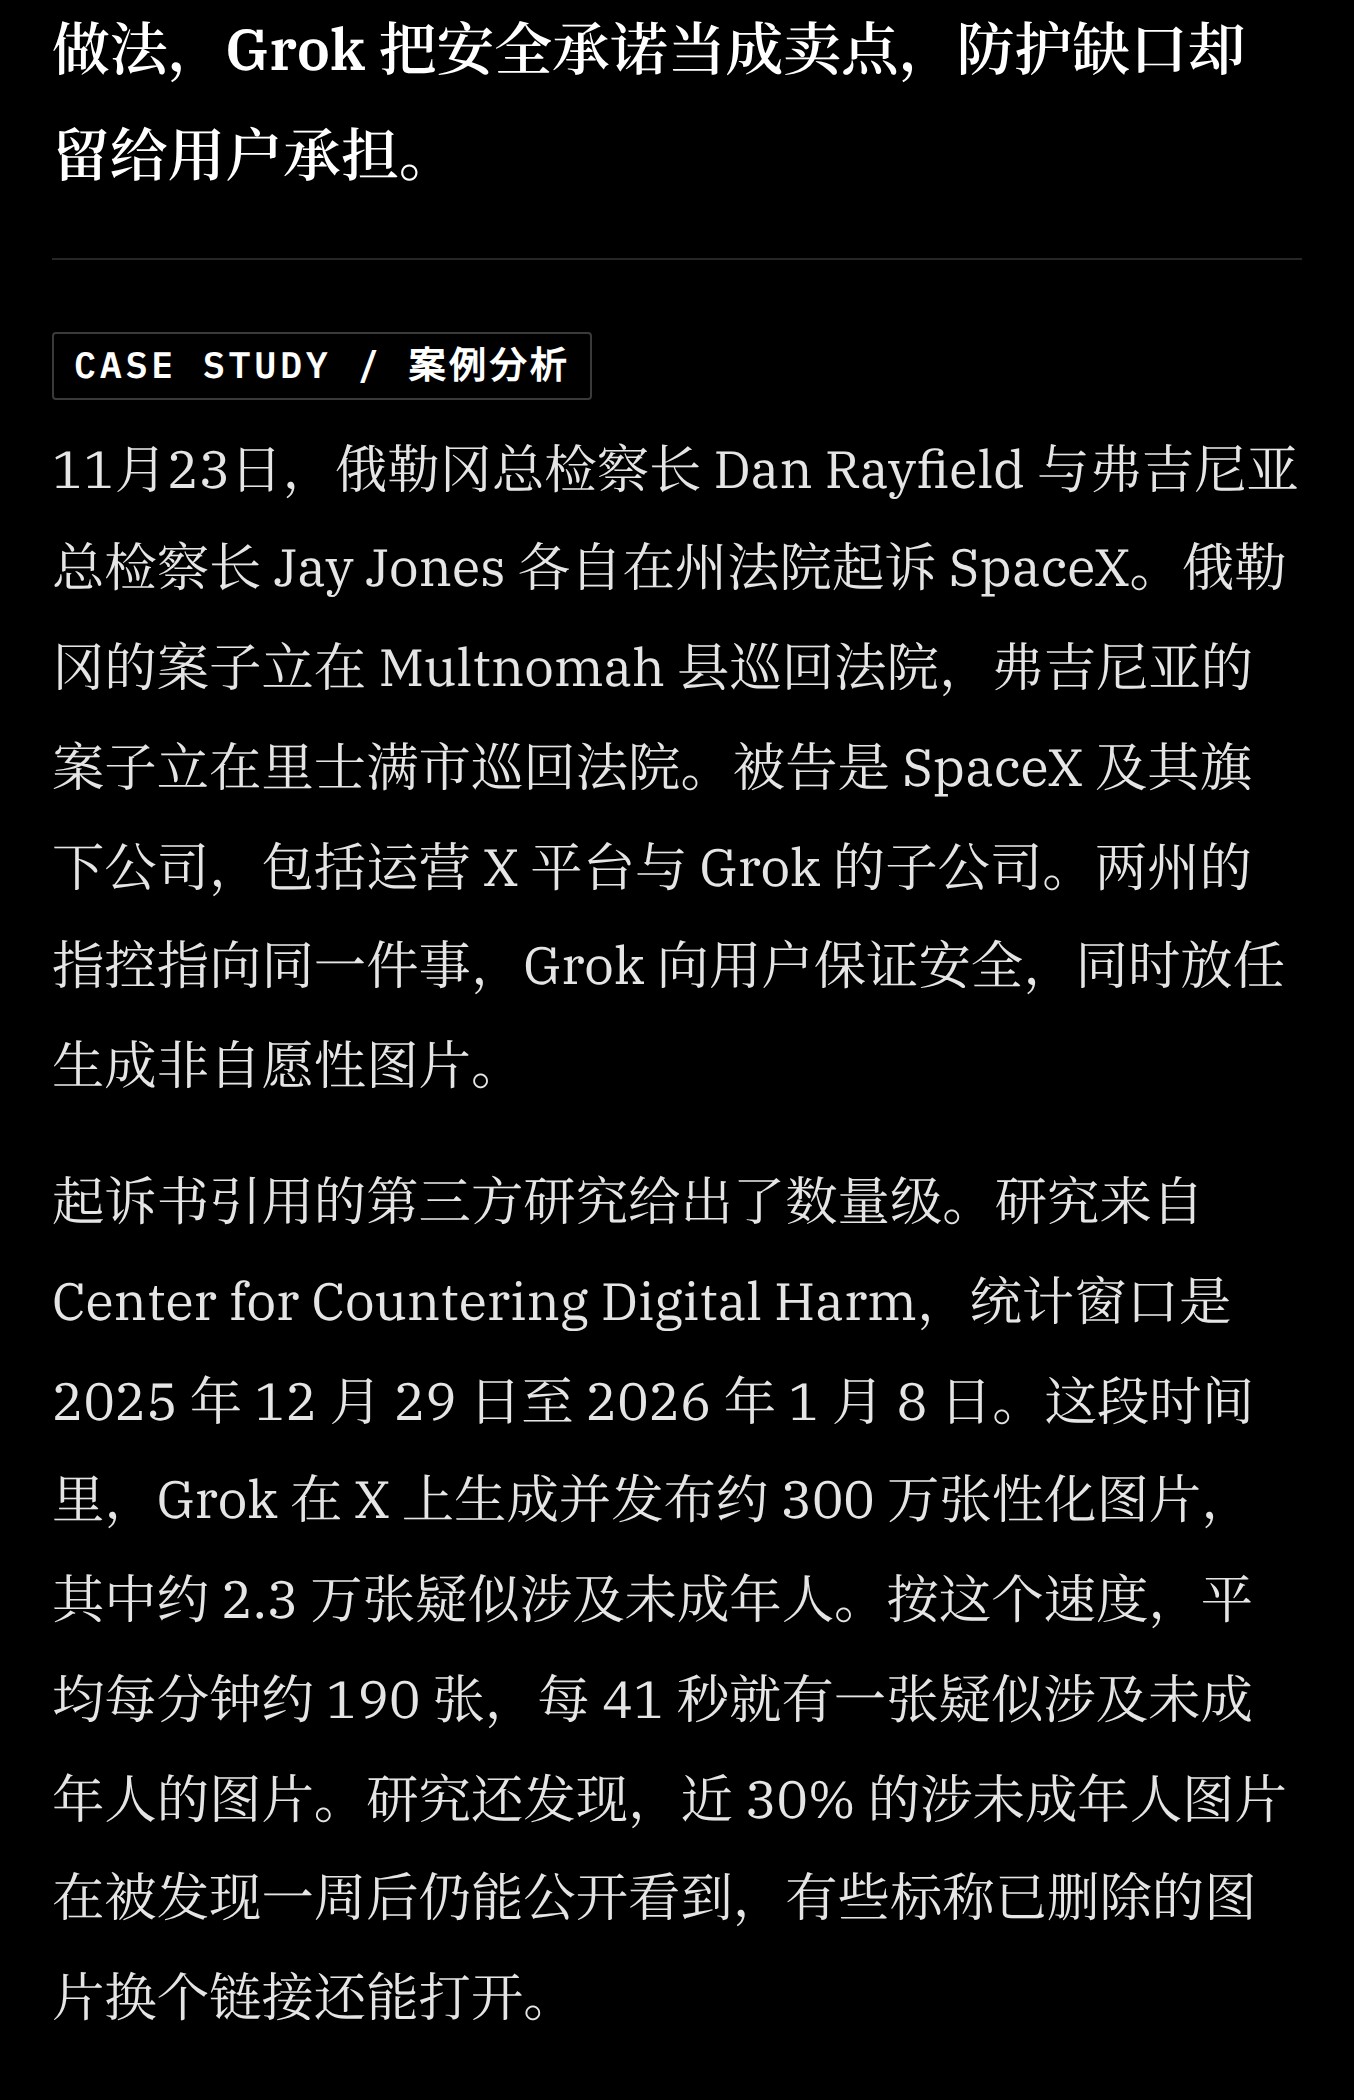 做法，Grok 把安全承诺当成卖点，防护缺口却
留给用户承担。
CASE STUDY / 案例分析
11月23日，俄勒冈总检察长 Dan Rayfield 与弗吉尼亚
总检察长 Jay Jones 各自在州法院起诉 SpaceX。俄勒
冈的案子立在 Multnomah 县巡回法院，弗吉尼亚的
案子立在里士满市巡回法院。被告是 SpaceX 及其旗
下公司，包括运营 X 平台与 Grok 的子公司。两州的
指控指向同一件事，Grok 向用户保证安全，同时放任
生成非自愿性图片。
起诉书引用的第三方研究给出了数量级。研究来自
Center for Countering Digital Harm，统计窗口是
2025 年 12 月 29 日至 2026 年 1 月 8 日。这段时间
里，Grok 在 X 上生成并发布约 300 万张性化图片，
其中约 2.3 万张疑似涉及未成年人。按这个速度，平
均每分钟约 190 张，每 41 秒就有一张疑似涉及未成
年人的图片。研究还发现，近 30% 的涉未成年人图片
在被发现一周后仍能公开看到，有些标称已删除的图
片换个链接还能打开。